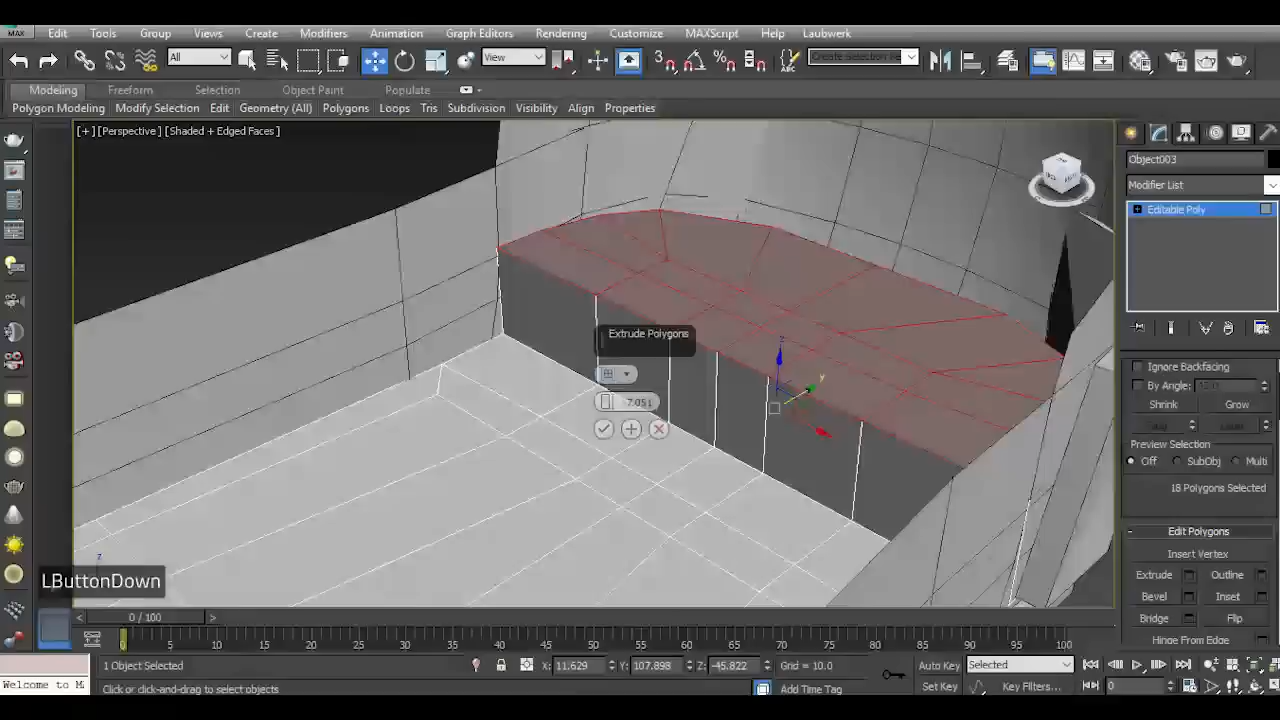 MAX Edit Tools Group Views Create Modifiers Animation Graph Editors Rendering Customize MAXScript Help Laubwerk
All View Create Selection Se
Modeling Freeform Selection Object Paint Populate
Polygon Modeling Modify Selection Edit Geometry (All) Polygons Loops Tris Subdivision Visibility Align Properties
[+][Perspective][Shaded + Edged Faces]
Object003
Modifier List
Editable Poly
Extrude Polygons
7.051
z
y
Ignore Backfacing
By Angle:
Shrink Grow
Preview Selection
Off SubObj Multi
18 Polygons Selected
Edit Polygons
Insert Vertex
Extrude Outline
Bevel Inset
Bridge Flip
Hinge From Edge
z
LButtonDown
< 0 / 100 >
0 5 10 15 20 25 30 35 40 45 50 55 60 65 70 75 80 85 90 95 100
1 Object Selected X: 11.629 Y: 107.898 Z: -45.822 Grid = 10.0 Auto Key Selected
Welcome to M Click or click-and-drag to select objects Add Time Tag Set Key Key Filters... 0